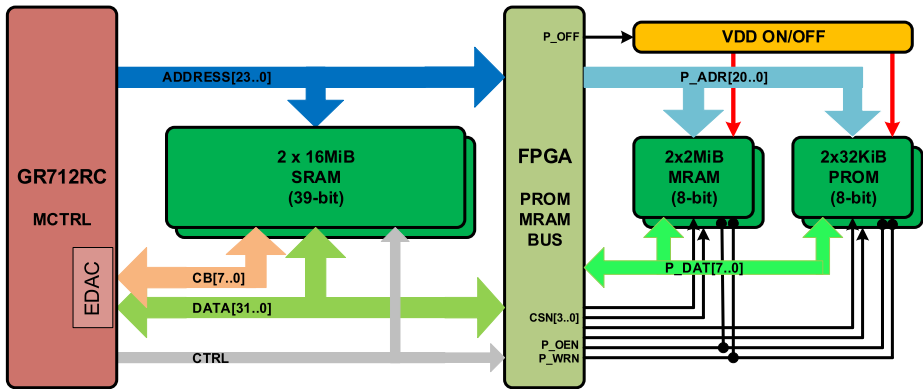 P_OFF
VDD ON/OFF
ADDRESS[23..0]
P_ADR[20..0]
GR712RC
MCTRL
2 x 16MiB
SRAM
(39-bit)
FPGA
PROM
MRAM
BUS
2x2MiB
MRAM
(8-bit)
2x32KiB
PROM
(8-bit)
EDAC
CB[7..0]
P_DAT[7..0]
DATA[31..0]
CSN[3..0]
P_OEN
CTRL
P_WRN